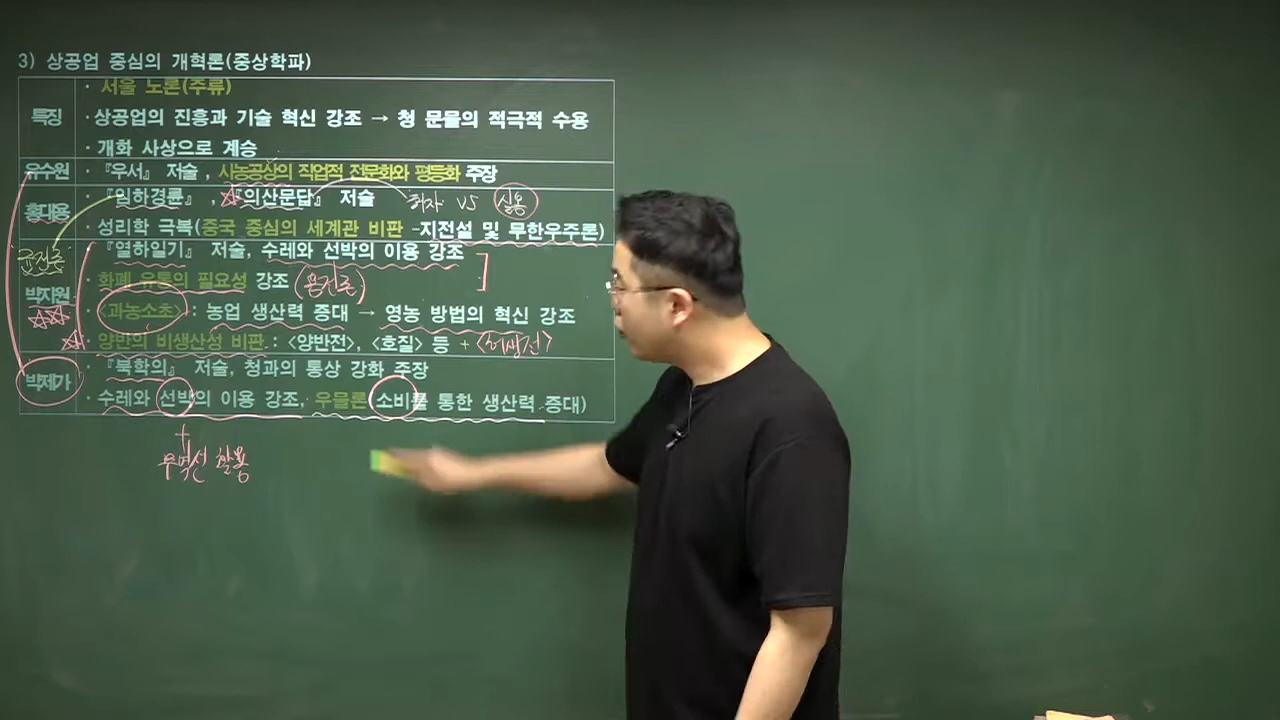 3) 상공업 중심의 개혁론(중상학파)
특징
· 서울 노론(주류)
· 상공업의 진흥과 기술 혁신 강조 → 청 문물의 적극적 수용
· 개화 사상으로 계승
유수원
· 『우서』 저술, 사농공상의 직업적 전문화와 평등화 주장
홍대용
· 『임하경륜』, 『의산문답』 저술 허자 VS 실옹
· 성리학 극복(중국 중심의 세계관 비판 -지전설 및 무한우주론)
균전론
박지원
· 『열하일기』 저술, 수레와 선박의 이용 강조
· 화폐 유통의 필요성 강조 (용전론)
· <과농소초> : 농업 생산력 증대 → 영농 방법의 혁신 강조
· 양반의 비생산성 비판 : <양반전>, <호질> 등 + <허생전>
박제가
· 『북학의』 저술, 청과의 통상 강화 주장
· 수레와 선박의 이용 강조, 우물론(소비를 통한 생산력 증대)
+
무역선 활용